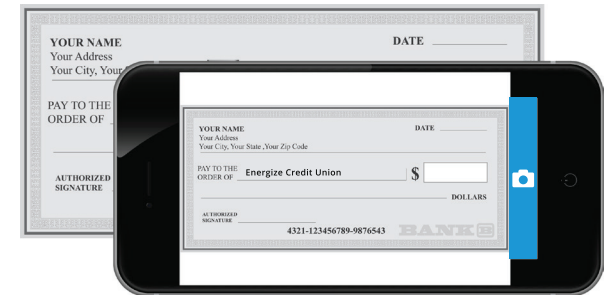 YOUR NAME
DATE
Your Address
Your City, Your
PAY TO THE
ORDER OF
AUTHORIZED
SIGNATURE
YOUR NAME
DATE
Your Address
Your City, Your State ,Your Zip Code
PAY TO THE
ORDER OF Energize Credit Union $
DOLLARS
AUTHORIZED
SIGNATURE
4321-123456789-9876543
BANK B